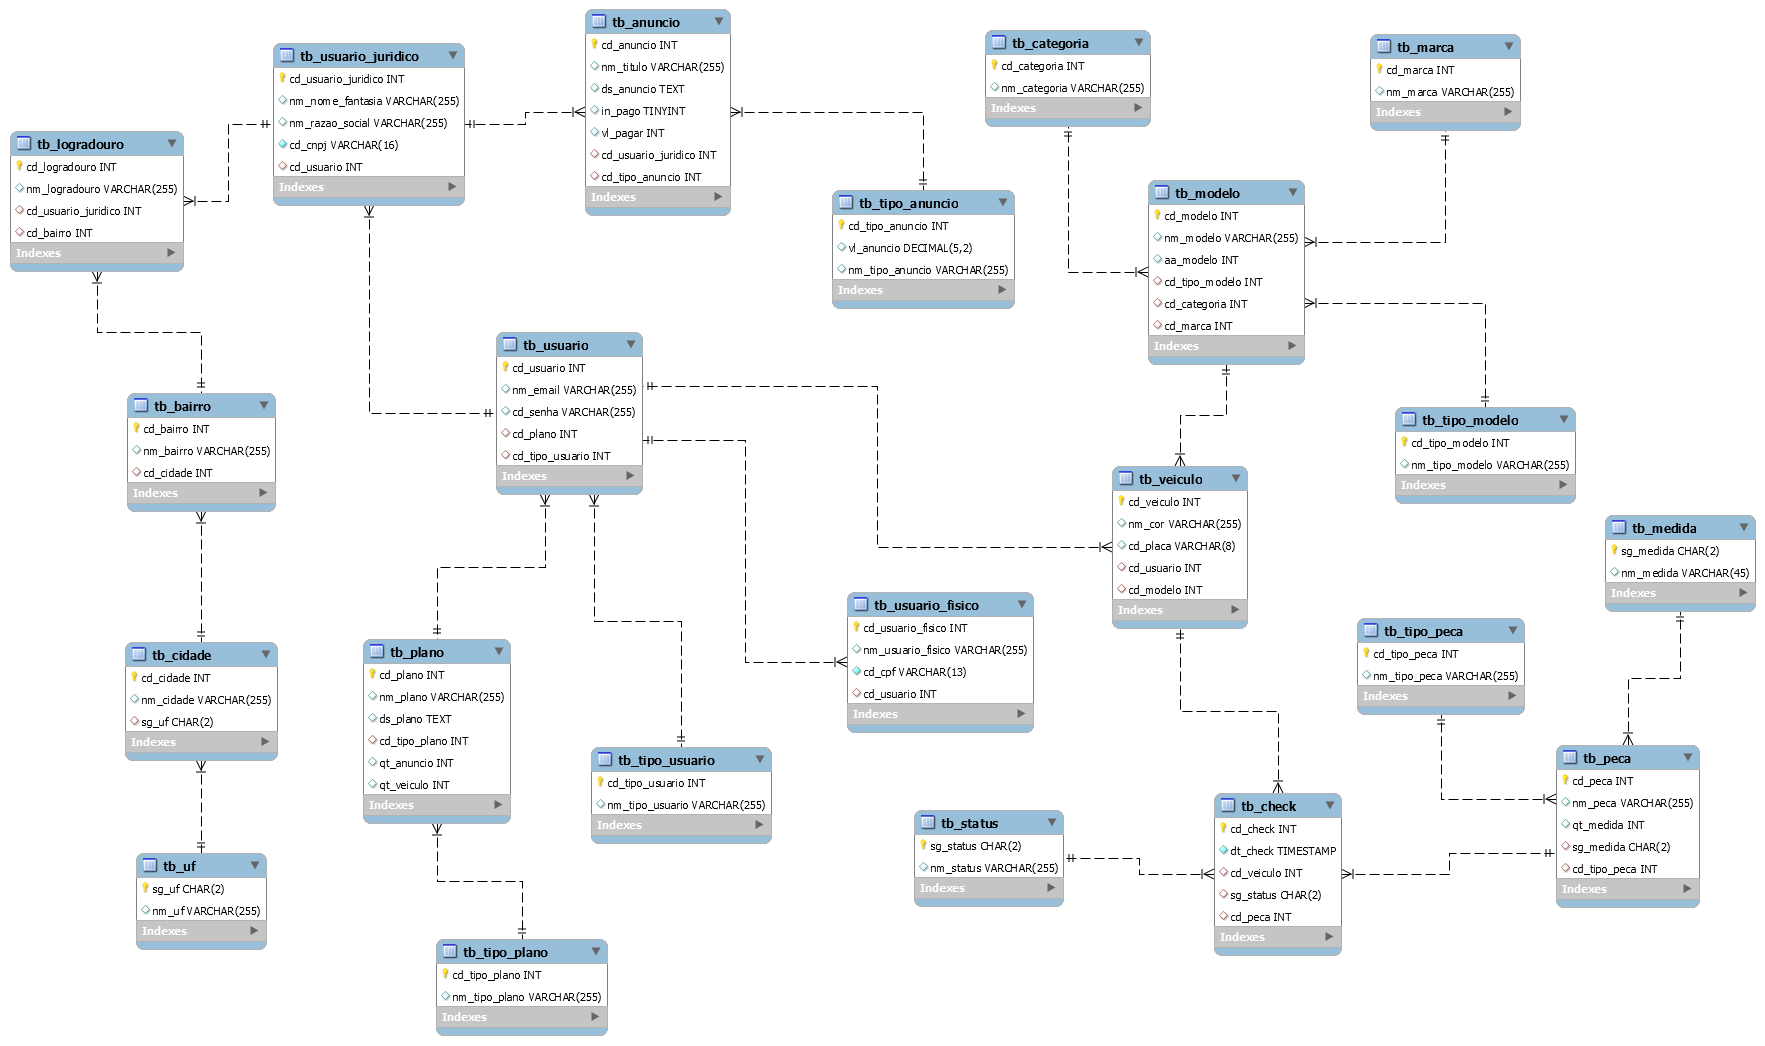 tb_anuncio
cd_anuncio INT
nm_titulo VARCHAR(255)
ds_anuncio TEXT
in_pago TINYINT
vl_pagar INT
cd_usuario_juridico INT
cd_tipo_anuncio INT
Indexes
tb_categoria
cd_categoria INT
nm_categoria VARCHAR(255)
Indexes
tb_marca
cd_marca INT
nm_marca VARCHAR(255)
Indexes
tb_usuario_juridico
cd_usuario_juridico INT
nm_nome_fantasia VARCHAR(255)
nm_razao_social VARCHAR(255)
cd_cnpj VARCHAR(16)
cd_usuario INT
Indexes
tb_logradouro
cd_logradouro INT
nm_logradouro VARCHAR(255)
cd_usuario_juridico INT
cd_bairro INT
Indexes
tb_tipo_anuncio
cd_tipo_anuncio INT
vl_anuncio DECIMAL(5,2)
nm_tipo_anuncio VARCHAR(255)
Indexes
tb_modelo
cd_modelo INT
nm_modelo VARCHAR(255)
aa_modelo INT
cd_tipo_modelo INT
cd_categoria INT
cd_marca INT
Indexes
tb_usuario
cd_usuario INT
nm_email VARCHAR(255)
cd_senha VARCHAR(255)
cd_plano INT
cd_tipo_usuario INT
Indexes
tb_bairro
cd_bairro INT
nm_bairro VARCHAR(255)
cd_cidade INT
Indexes
tb_tipo_modelo
cd_tipo_modelo INT
nm_tipo_modelo VARCHAR(255)
Indexes
tb_veiculo
cd_veiculo INT
nm_cor VARCHAR(255)
cd_placa VARCHAR(8)
cd_usuario INT
cd_modelo INT
Indexes
tb_medida
sg_medida CHAR(2)
nm_medida VARCHAR(45)
Indexes
tb_usuario_fisico
cd_usuario_fisico INT
nm_usuario_fisico VARCHAR(255)
cd_cpf VARCHAR(13)
cd_usuario INT
Indexes
tb_tipo_peca
cd_tipo_peca INT
nm_tipo_peca VARCHAR(255)
Indexes
tb_cidade
cd_cidade INT
nm_cidade VARCHAR(255)
sg_uf CHAR(2)
Indexes
tb_plano
cd_plano INT
nm_plano VARCHAR(255)
ds_plano TEXT
cd_tipo_plano INT
qt_anuncio INT
qt_veiculo INT
Indexes
tb_tipo_usuario
cd_tipo_usuario INT
nm_tipo_usuario VARCHAR(255)
Indexes
tb_peca
cd_peca INT
nm_peca VARCHAR(255)
qt_medida INT
sg_medida CHAR(2)
cd_tipo_peca INT
Indexes
tb_check
cd_check INT
dt_check TIMESTAMP
cd_veiculo INT
sg_status CHAR(2)
cd_peca INT
Indexes
tb_status
sg_status CHAR(2)
nm_status VARCHAR(255)
Indexes
tb_uf
sg_uf CHAR(2)
nm_uf VARCHAR(255)
Indexes
tb_tipo_plano
cd_tipo_plano INT
nm_tipo_plano VARCHAR(255)
Indexes